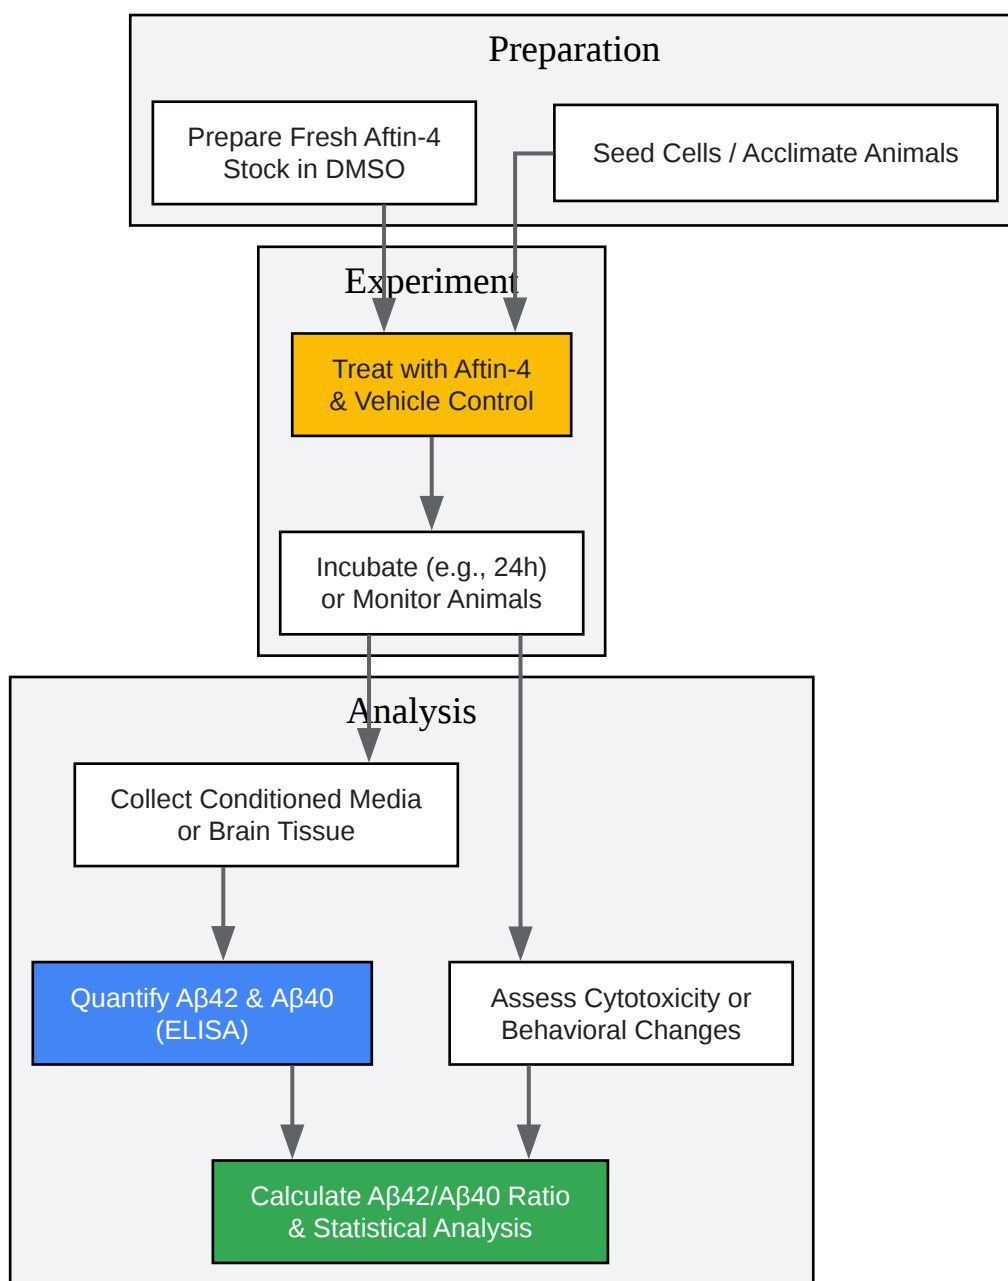 Preparation
Prepare Fresh Aftin-4
Stock in DMSO
Seed Cells / Acclimate Animals
Experiment
Treat with Aftin-4
& Vehicle Control
Incubate (e.g., 24h)
or Monitor Animals
Analysis
Collect Conditioned Media
or Brain Tissue
Quantify Aβ42 & Aβ40
(ELISA)
Assess Cytotoxicity or
Behavioral Changes
Calculate Aβ42/Aβ40 Ratio
& Statistical Analysis